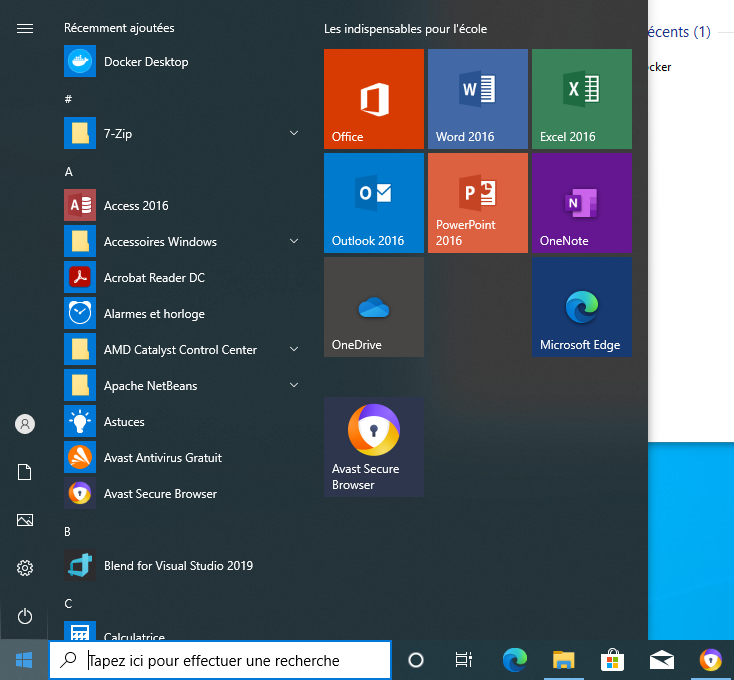 Récemment ajoutées
Docker Desktop
#
7-Zip
A
Access 2016
Accessoires Windows
Acrobat Reader DC
Alarmes et horloge
AMD Catalyst Control Center
Apache NetBeans
Astuces
Avast Antivirus Gratuit
Avast Secure Browser
B
Blend for Visual Studio 2019
C
Calculatrice
Les indispensables pour l'école
Office
Word 2016
Excel 2016
Outlook 2016
PowerPoint
2016
OneNote
OneDrive
Microsoft Edge
Avast Secure
Browser
écents (1)
cker
Tapez ici pour effectuer une recherche